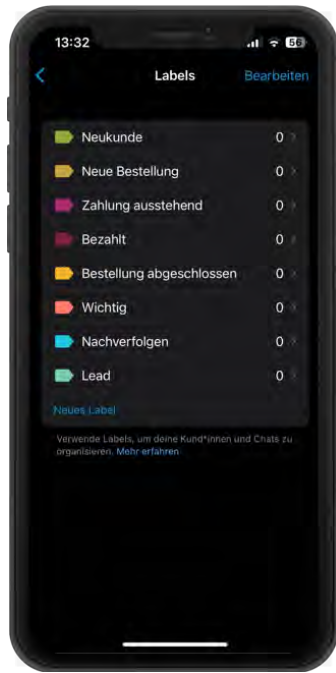 13:32
56
Labels
Bearbeiten
Neukunde 0
Neue Bestellung 0
Zahlung ausstehend 0
Bezahlt 0
Bestellung abgeschlossen 0
Wichtig 0
Nachverfolgen 0
Lead 0
Neues Label
Verwende Labels, um deine Kund*innen und Chats zu
organisieren. Mehr erfahren